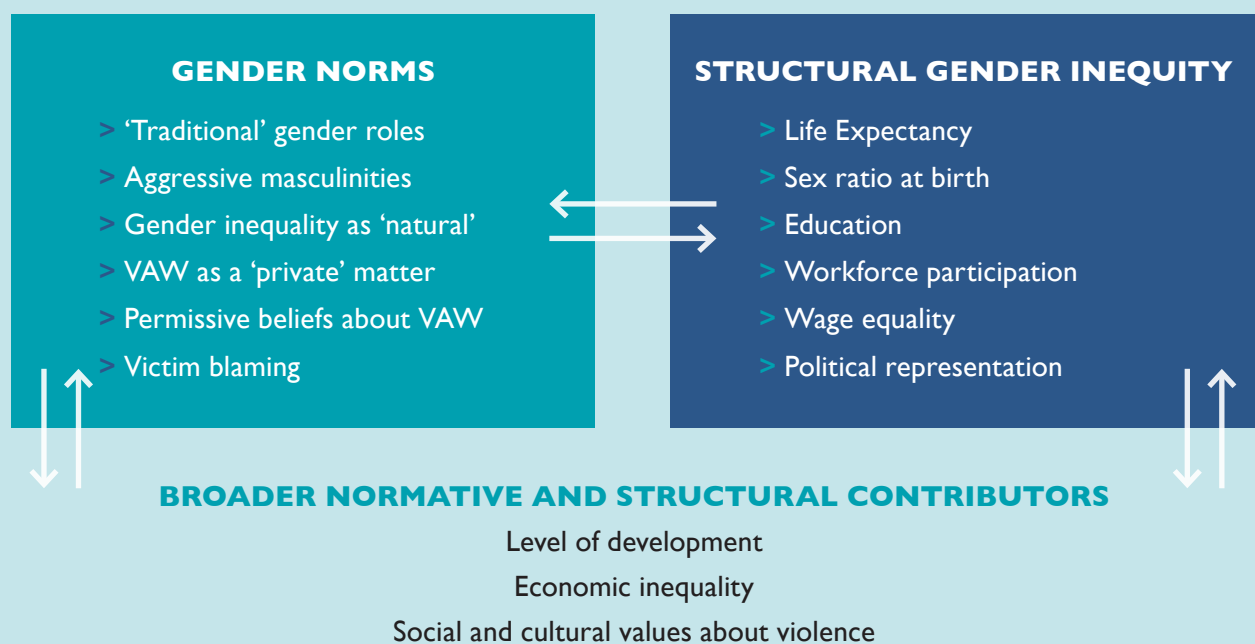 GENDER NORMS
> ‘Traditional’ gender roles
> Aggressive masculinities
> Gender inequality as ‘natural’
> VAW as a ‘private’ matter
> Permissive beliefs about VAW
> Victim blaming
STRUCTURAL GENDER INEQUITY
> Life Expectancy
> Sex ratio at birth
> Education
> Workforce participation
> Wage equality
> Political representation
BROADER NORMATIVE AND STRUCTURAL CONTRIBUTORS
Level of development
Economic inequality
Social and cultural values about violence